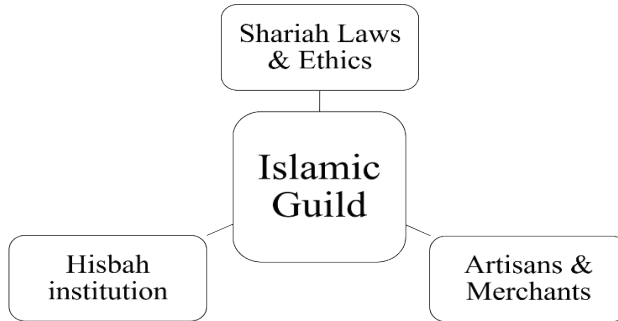 Shariah Laws
& Ethics
Islamic
Guild
Hisbah
institution
Artisans &
Merchants